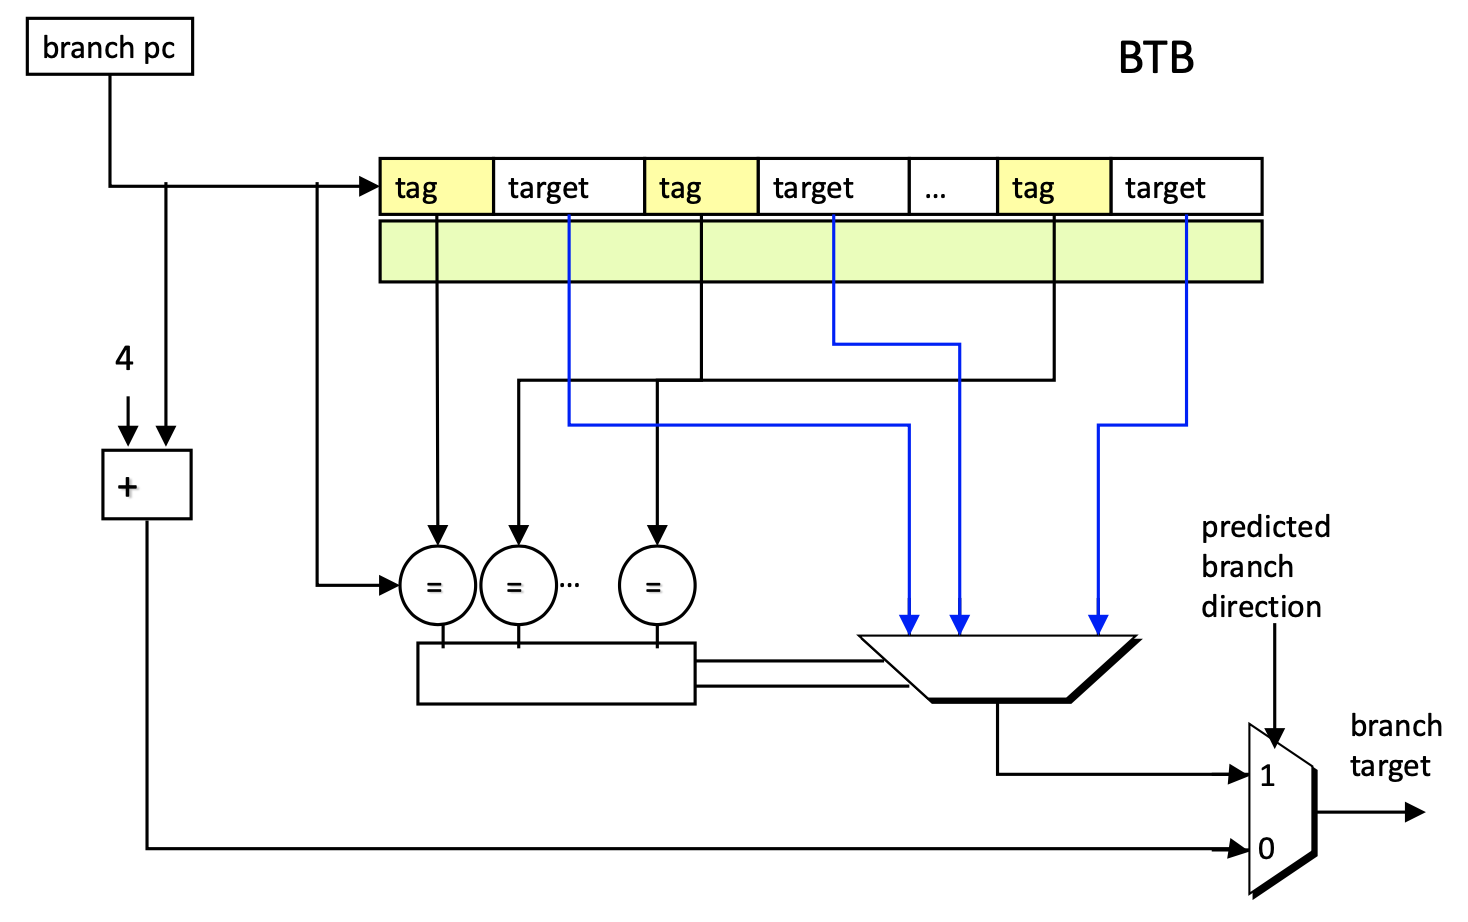 branch pc
BTB
tag target tag target ... tag target
4
+
= = ... =
predicted
branch
direction
branch
target
1
0